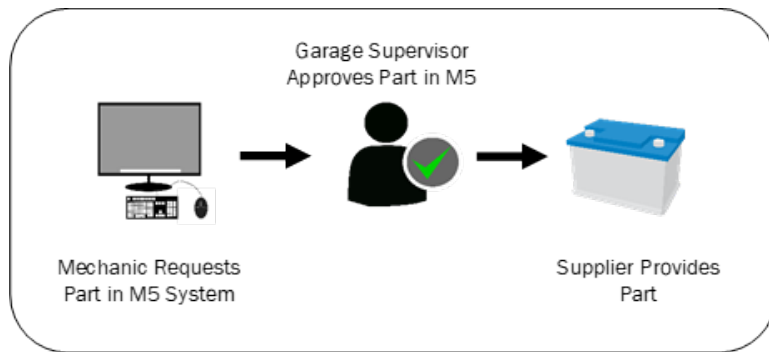 Garage Supervisor
Approves Part in M5
Mechanic Requests
Part in M5 System
Supplier Provides
Part